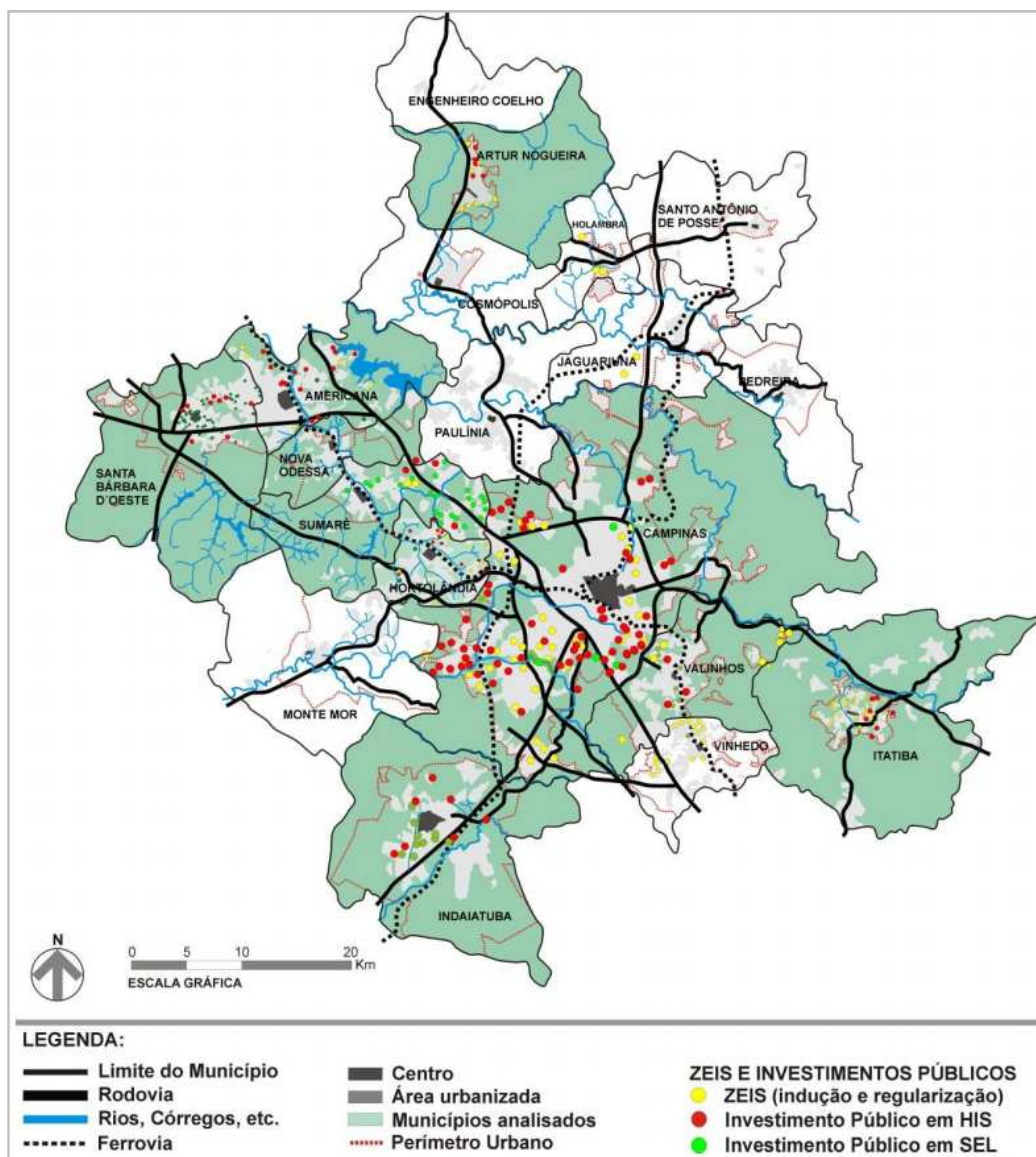 ENGENHEIRO COELHO
ARTUR NOGUEIRA
SANTO ANTÔNIO
DE POSSE
HOLAMBRA
COSMÓPOLIS
JAGUARIUNA
PEDREIRA
AMERICANA
PAULÍNIA
NOVA
ODESSA
SANTA
BÁRBARA
D'OESTE
SUMARÉ
CAMPINAS
HORTOLÂNDIA
VALINHOS
MONTE MOR
VINHEDO
ITATIBA
INDAIATUBA
N
0 5 10 20
Km
ESCALA GRÁFICA
LEGENDA:
Limite do Município
Rodovia
Rios, Córregos, etc.
Ferrovia
Centro
Área urbanizada
Municípios analisados
Perímetro Urbano
ZEIS E INVESTIMENTOS PÚBLICOS
ZEIS (indução e regularização)
Investimento Público em HIS
Investimento Público em SEL